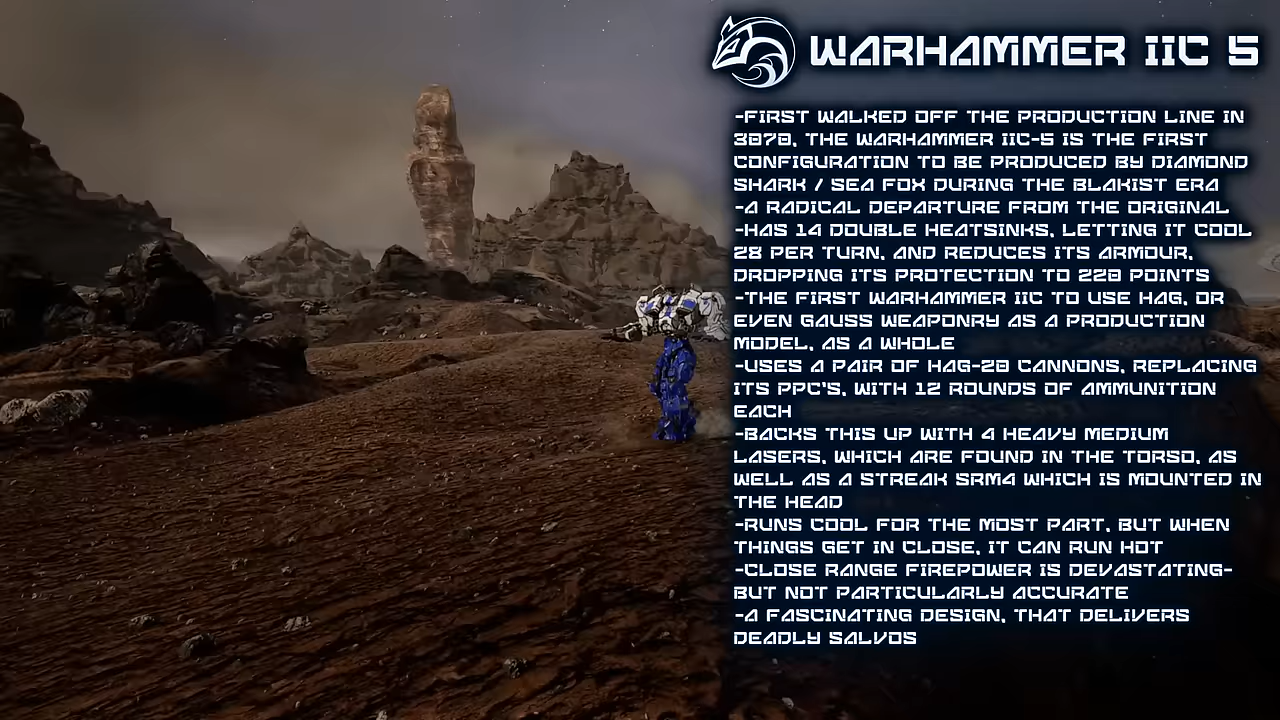 WARHAMMER IIC 5
-FIRST WALKED OFF THE PRODUCTION LINE IN
3070, THE WARHAMMER IIC-5 IS THE FIRST
CONFIGURATION TO BE PRODUCED BY DIAMOND
SHARK / SEA FOX DURING THE BLAKIST ERA
-A RADICAL DEPARTURE FROM THE ORIGINAL
-HAS 14 DOUBLE HEATSINKS, LETTING IT COOL
28 PER TURN, AND REDUCES ITS ARMOUR,
DROPPING ITS PROTECTION TO 220 POINTS
-THE FIRST WARHAMMER IIC TO USE HAG, OR
EVEN GAUSS WEAPONRY AS A PRODUCTION
MODEL, AS A WHOLE
-USES A PAIR OF HAG-20 CANNONS, REPLACING
ITS PPC'S, WITH 12 ROUNDS OF AMMUNITION
EACH
-BACKS THIS UP WITH 4 HEAVY MEDIUM
LASERS, WHICH ARE FOUND IN THE TORSO, AS
WELL AS A STREAK SRM4 WHICH IS MOUNTED IN
THE HEAD
-RUNS COOL FOR THE MOST PART, BUT WHEN
THINGS GET IN CLOSE, IT CAN RUN HOT
-CLOSE RANGE FIREPOWER IS DEVASTATING-
BUT NOT PARTICULARLY ACCURATE
-A FASCINATING DESIGN, THAT DELIVERS
DEADLY SALVOS